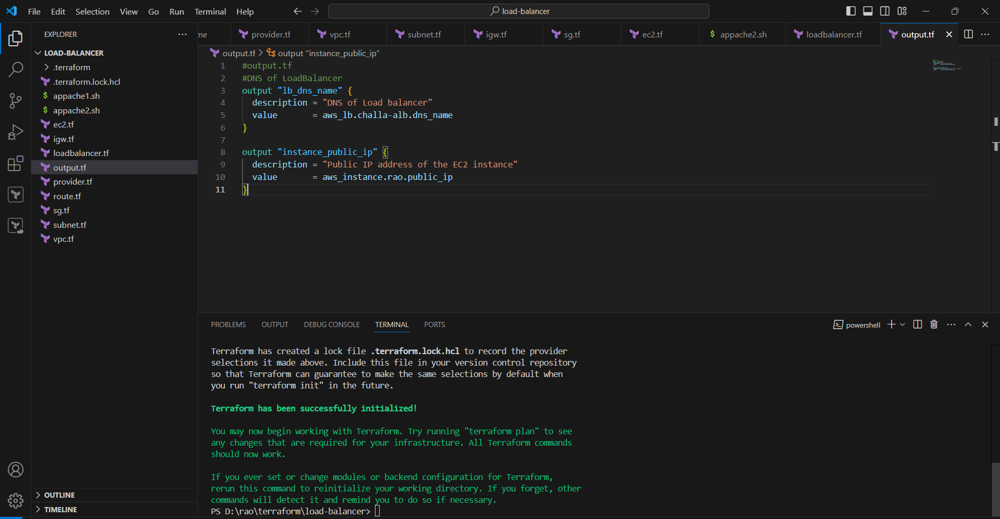 File Edit Selection View Go Run Terminal Help
load-balancer
EXPLORER
LOAD-BALANCER
.terraform
.terraform.lock.hcl
appache1.sh
appache2.sh
ec2.tf
igw.tf
loadbalancer.tf
output.tf
provider.tf
route.tf
sg.tf
subnet.tf
vpc.tf
OUTLINE
TIMELINE
me provider.tf vpc.tf subnet.tf igw.tf sg.tf ec2.tf $ appache2.sh loadbalancer.tf output.tf
output.tf > output "instance_public_ip"
1 #output.tf
2 #DNS of LoadBalancer
3 output "lb_dns_name" {
4 description = "DNS of Load balancer"
5 value = aws_lb.challa-alb.dns_name
6 }
7
8 output "instance_public_ip" {
9 description = "Public IP address of the EC2 instance"
10 value = aws_instance.rao.public_ip
11 }
PROBLEMS OUTPUT DEBUG CONSOLE TERMINAL PORTS
powershell
Terraform has created a lock file .terraform.lock.hcl to record the provider
selections it made above. Include this file in your version control repository
so that Terraform can guarantee to make the same selections by default when
you run "terraform init" in the future.
Terraform has been successfully initialized!
You may now begin working with Terraform. Try running "terraform plan" to see
any changes that are required for your infrastructure. All Terraform commands
should now work.
If you ever set or change modules or backend configuration for Terraform,
rerun this command to reinitialize your working directory. If you forget, other
commands will detect it and remind you to do so if necessary.
PS D:\rao\terraform\load-balancer>